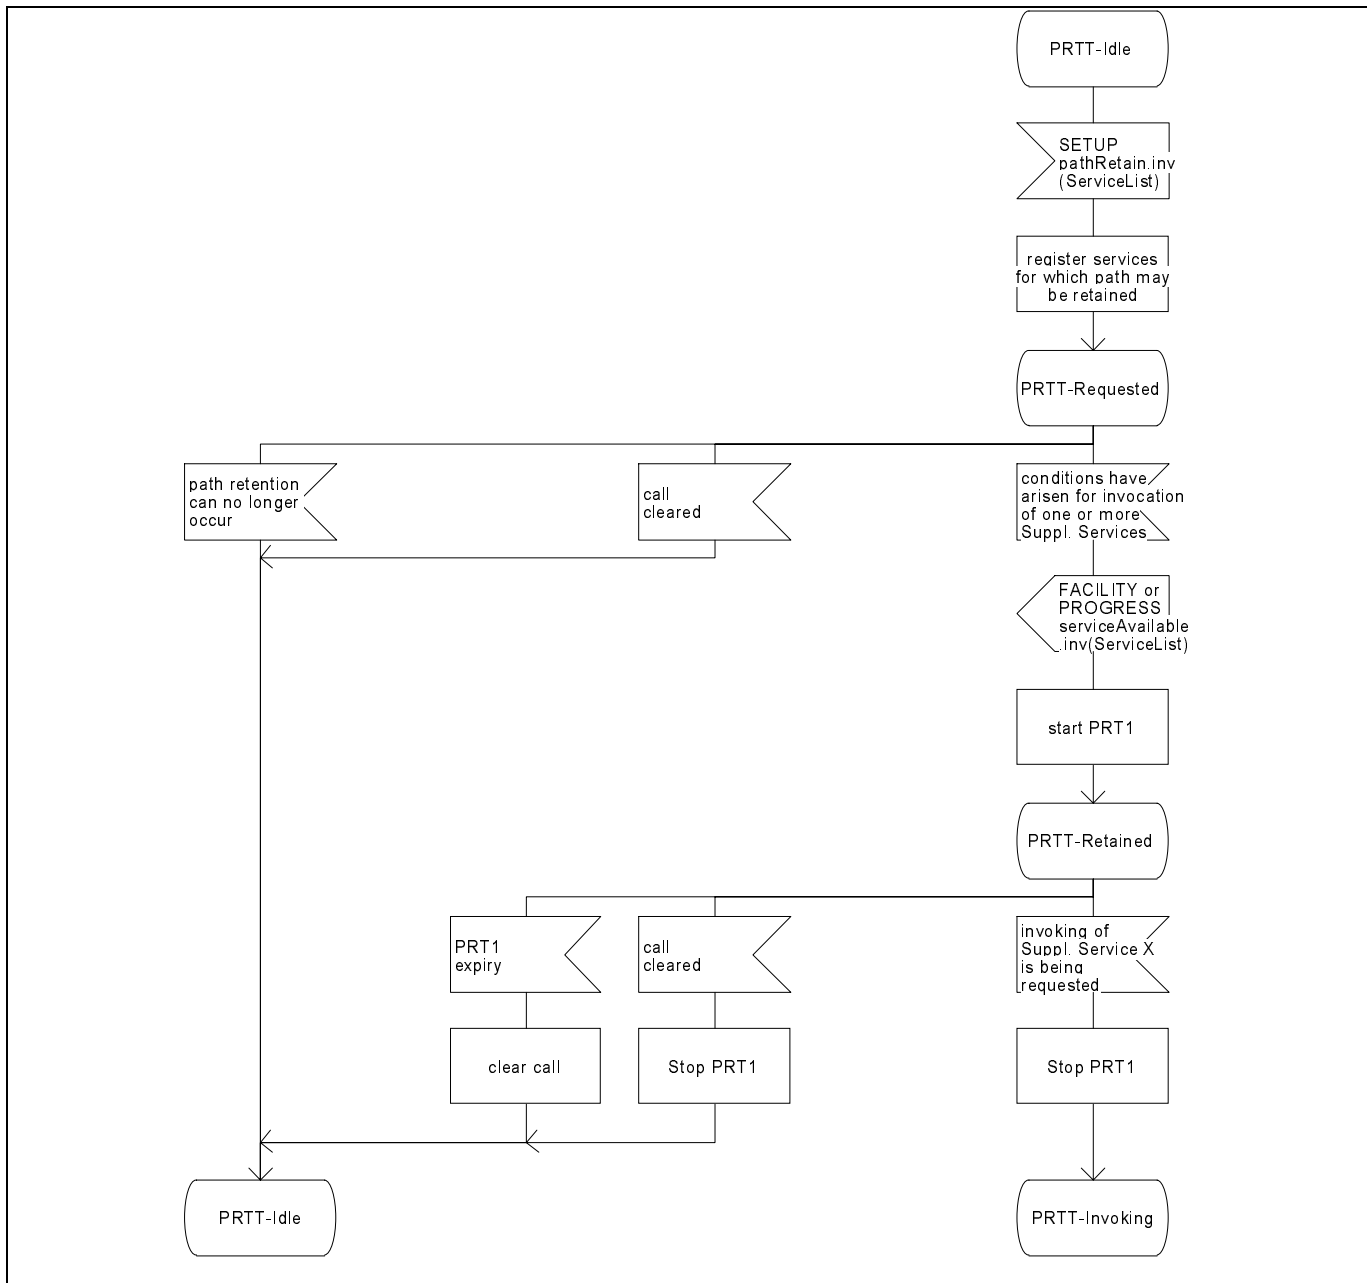 PRTT-Idle
SETUP
pathRetain.inv
(ServiceList)
register services
for which path may
be retained
PRTT-Requested
path retention
can no longer
occur
call
cleared
conditions have
arisen for invocation
of one or more
Suppl. Services
FACILITY or
PROGRESS
serviceAvailable
.inv(ServiceList)
start PRT1
PRTT-Retained
PRT1
expiry
call
cleared
invoking of
Suppl. Service X
is being
requested
clear call
Stop PRT1
Stop PRT1
PRTT-Idle
PRTT-Invoking